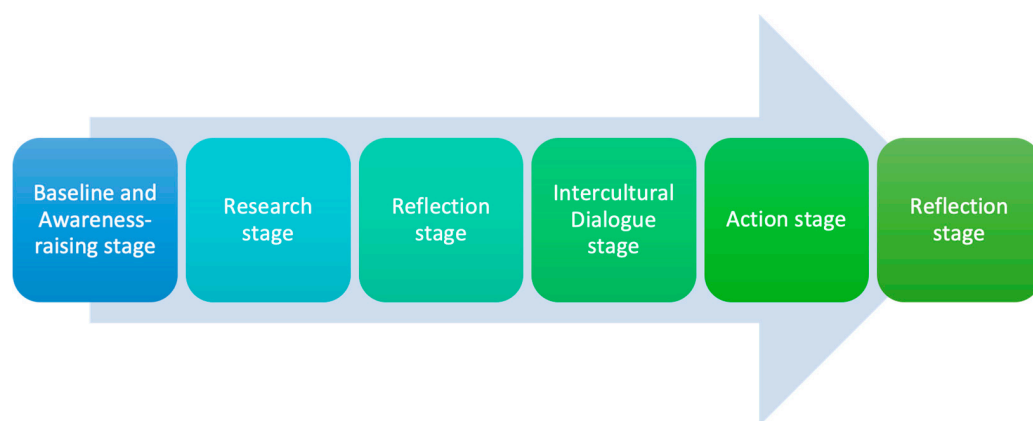 Baseline and
Awareness-
raising stage
Research
stage
Reflection
stage
Intercultural
Dialogue
stage
Action stage
Reflection
stage